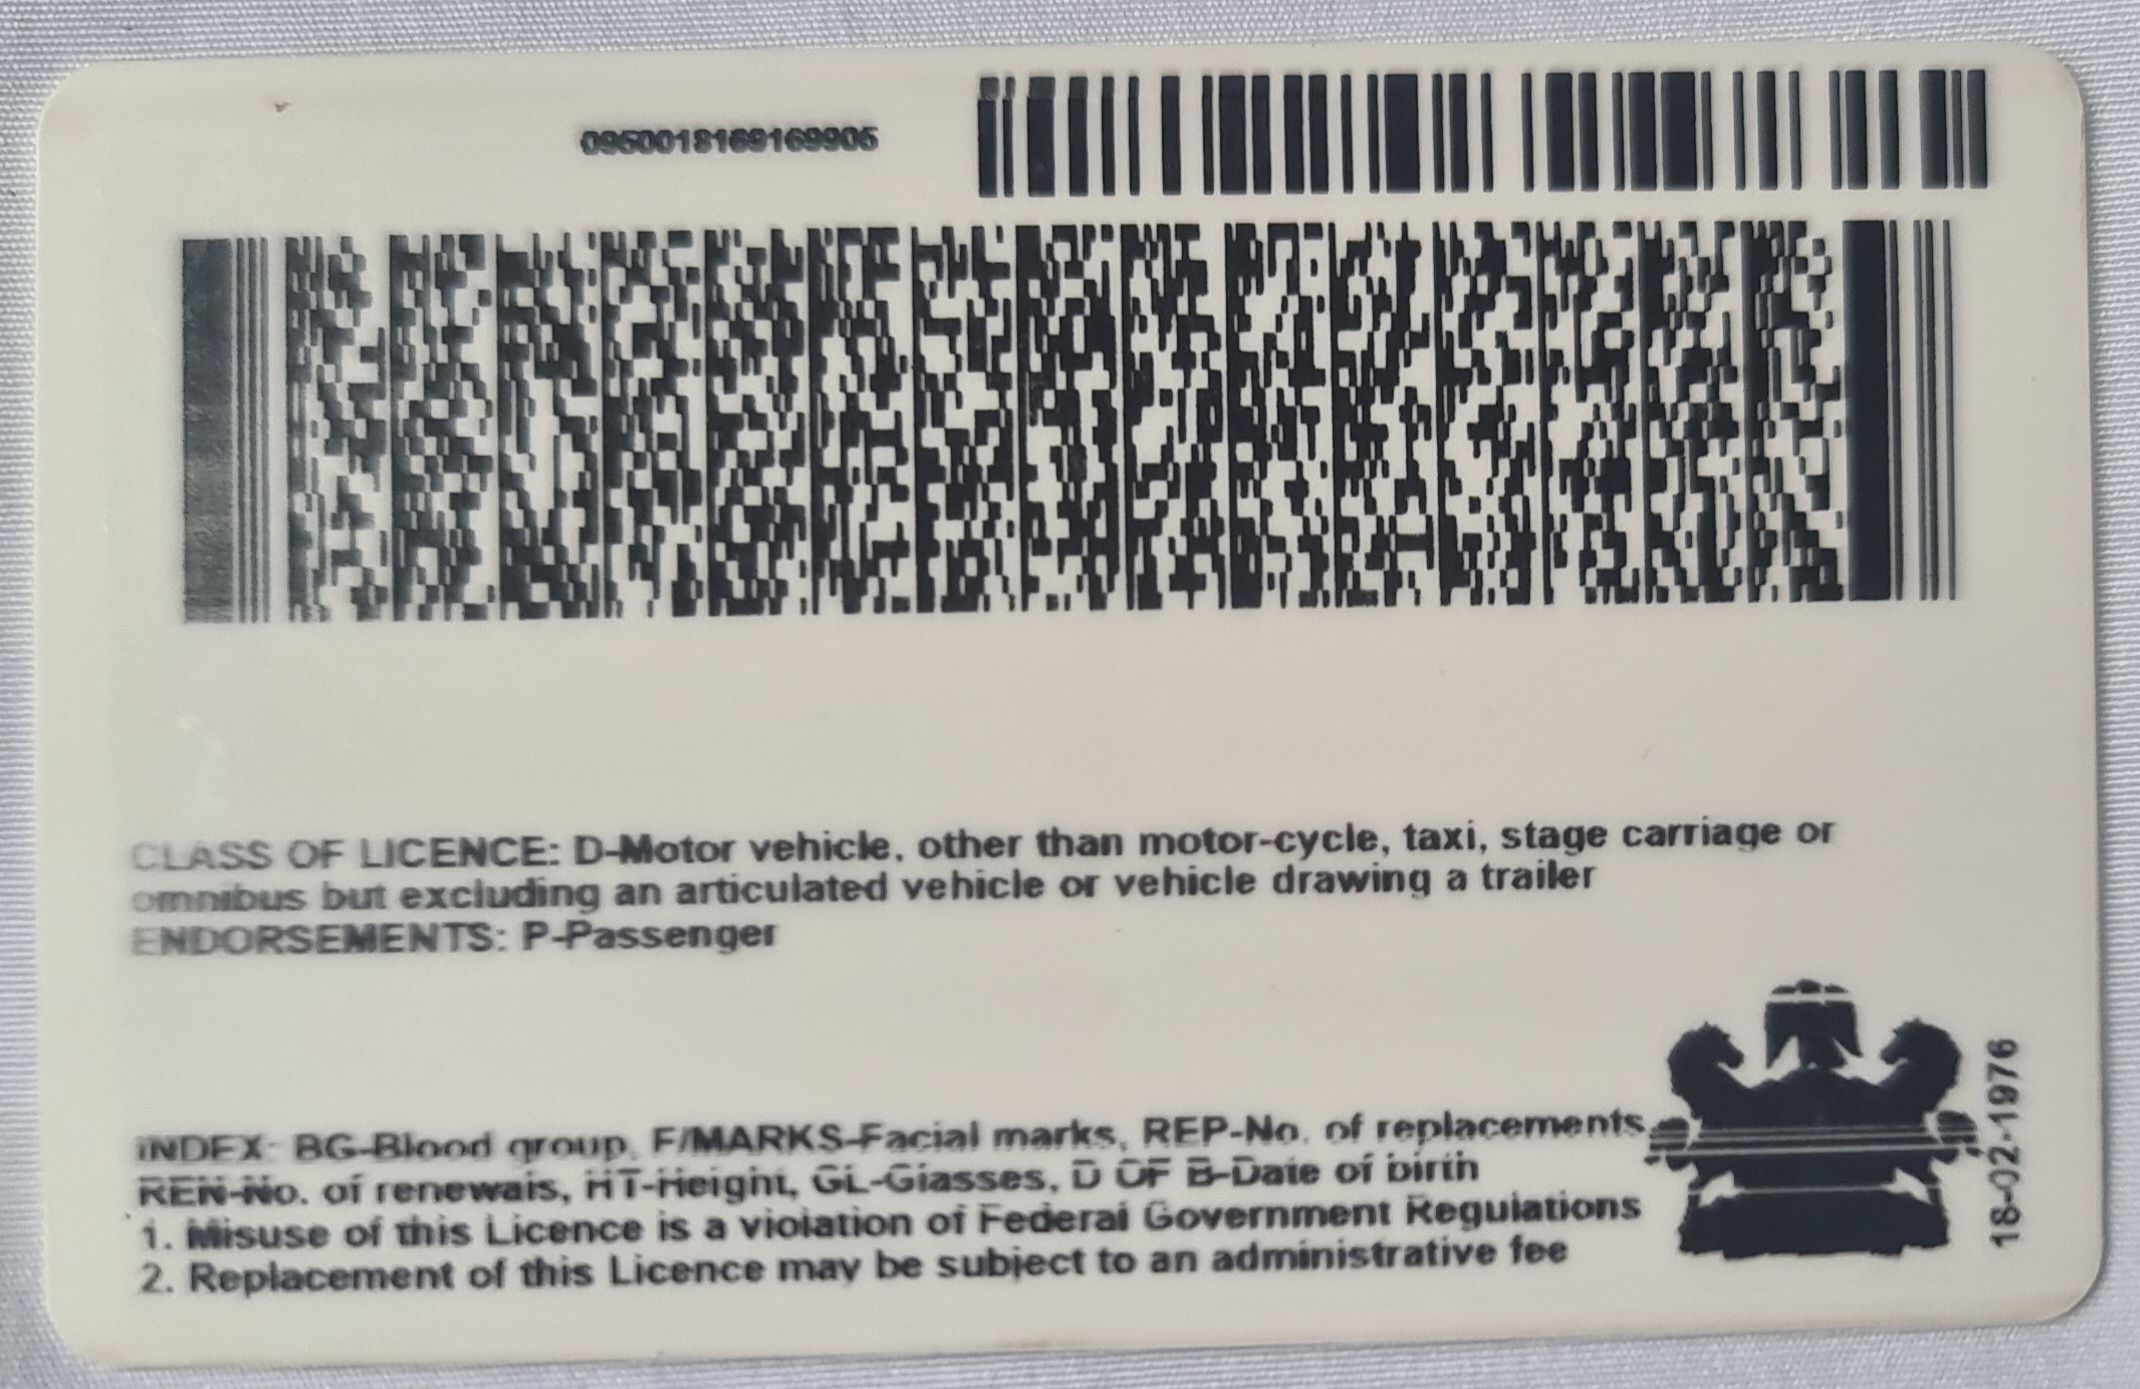 0950018169169905
CLASS OF LICENCE: D-Motor vehicle, other than motor-cycle, taxi, stage carriage or
omnibus but excluding an articulated vehicle or vehicle drawing a trailer
ENDORSEMENTS: P-Passenger
INDEX: BG-Blood group, F/MARKS-Facial marks, REP-No. of replacements
REN-No. of renewals, HT-Height, GL-Glasses, D OF B-Date of birth
1. Misuse of this Licence is a violation of Federal Government Regulations
2. Replacement of this Licence may be subject to an administrative fee
18-02-1976